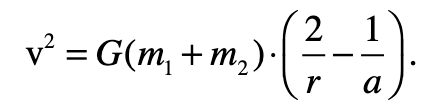 v² = G(m₁ + m₂) · (2/r − 1/a).